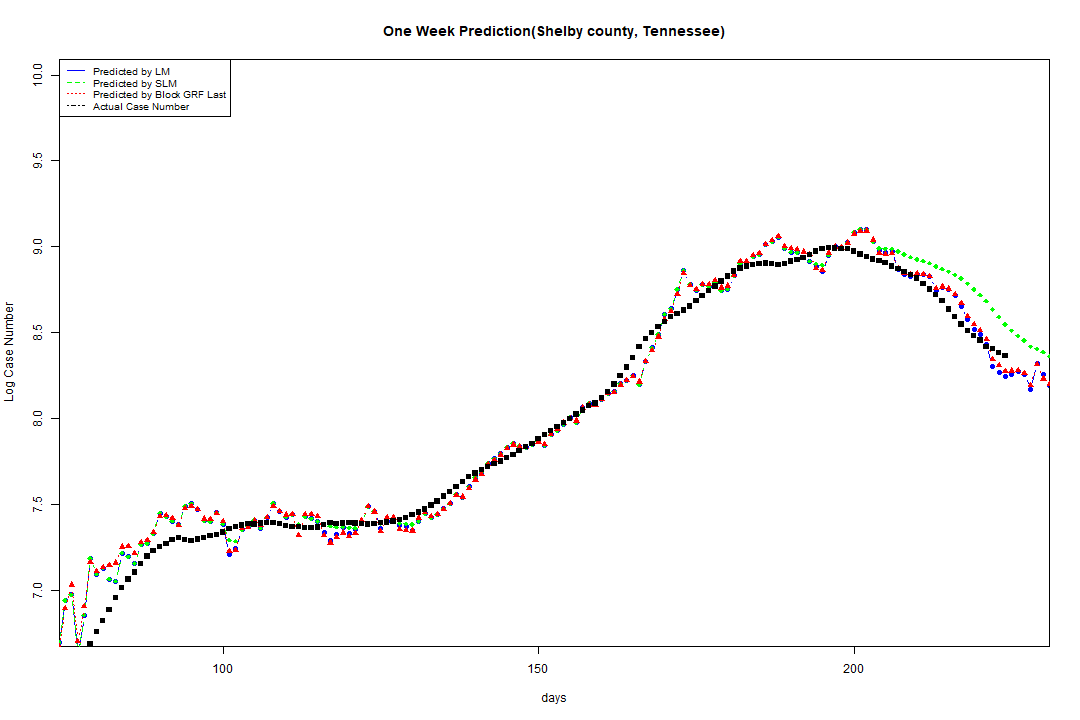 One Week Prediction(Shelby county, Tennessee)
Predicted by LM
Predicted by SLM
Predicted by Block GRF Last
Actual Case Number
10.0
9.5
9.0
8.5
8.0
7.5
7.0
Log Case Number
100
150
200
days